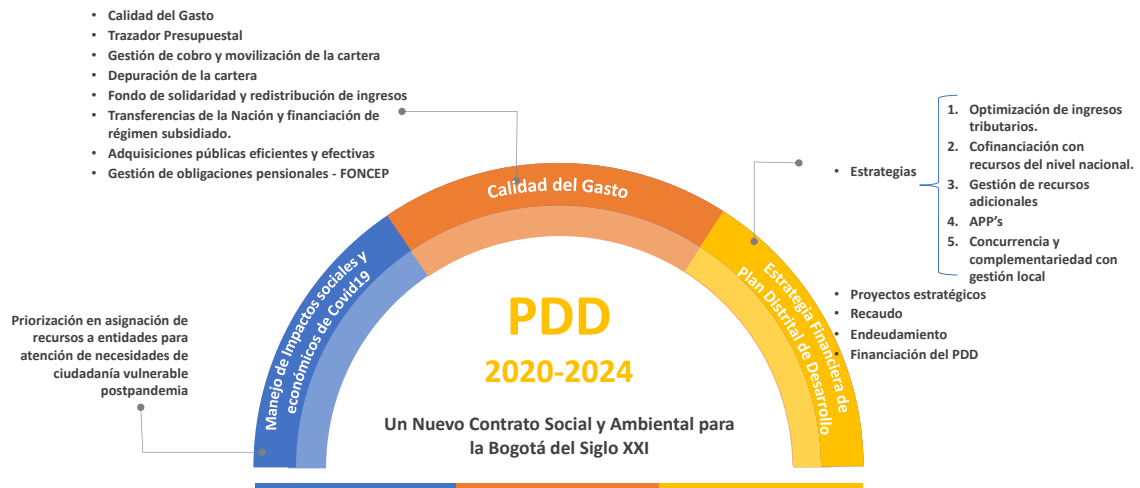 • Calidad del Gasto
• Trazador Presupuestal
• Gestión de cobro y movilización de la cartera
• Depuración de la cartera
• Fondo de solidaridad y redistribución de ingresos
• Transferencias de la Nación y financiación de
régimen subsidiado.
• Adquisiciones públicas eficientes y efectivas
• Gestión de obligaciones pensionales - FONCEP
Calidad del Gasto
• Estrategias
1. Optimización de ingresos
tributarios.
2. Cofinanciación con
recursos del nivel nacional.
3. Gestión de recursos
adicionales
4. APP's
5. Concurrencia y
complementariedad con
gestión local
• Proyectos estratégicos
• Recaudo
• Endeudamiento
• Financiación del PDD
Estrategia Financiera de
Plan Distrital de Desarrollo
Manejo de Impactos sociales y
económicos de Covid19
Priorización en asignación de
recursos a entidades para
atención de necesidades de
ciudadanía vulnerable
postpandemia
PDD
2020-2024
Un Nuevo Contrato Social y Ambiental para
la Bogotá del Siglo XXI